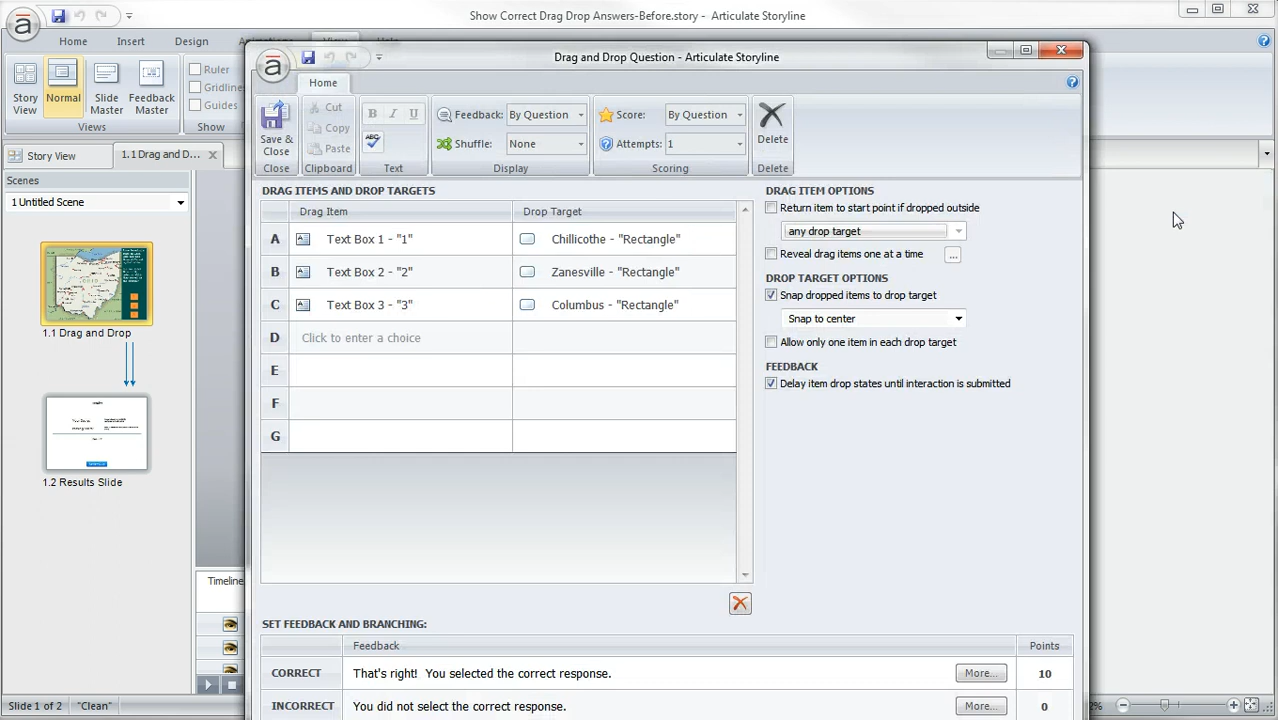 Show Correct Drag Drop Answers-Before.story - Articulate Storyline
Home Insert Design
Story View
Normal
Slide Master
Feedback Master
Views
Ruler
Gridlin
Guides
Show
Story View
1.1 Drag and D...
Scenes
1 Untitled Scene
1.1 Drag and Drop
1.2 Results Slide
Timeline
Slide 1 of 2 "Clean"
Drag and Drop Question - Articulate Storyline
Home
Save & Close
Close
Cut
Copy
Paste
Clipboard
B I U
ABC
Text
Feedback: By Question
Shuffle: None
Display
Score: By Question
Attempts: 1
Scoring
Delete
Delete
DRAG ITEMS AND DROP TARGETS
Drag Item Drop Target
A Text Box 1 - "1" Chillicothe - "Rectangle"
B Text Box 2 - "2" Zanesville - "Rectangle"
C Text Box 3 - "3" Columbus - "Rectangle"
D Click to enter a choice
E
F
G
DRAG ITEM OPTIONS
Return item to start point if dropped outside
any drop target
Reveal drag items one at a time ...
DROP TARGET OPTIONS
Snap dropped items to drop target
Snap to center
Allow only one item in each drop target
FEEDBACK
Delay item drop states until interaction is submitted
SET FEEDBACK AND BRANCHING:
Feedback Points
CORRECT That's right! You selected the correct response. More... 10
INCORRECT You did not select the correct response. More... 0